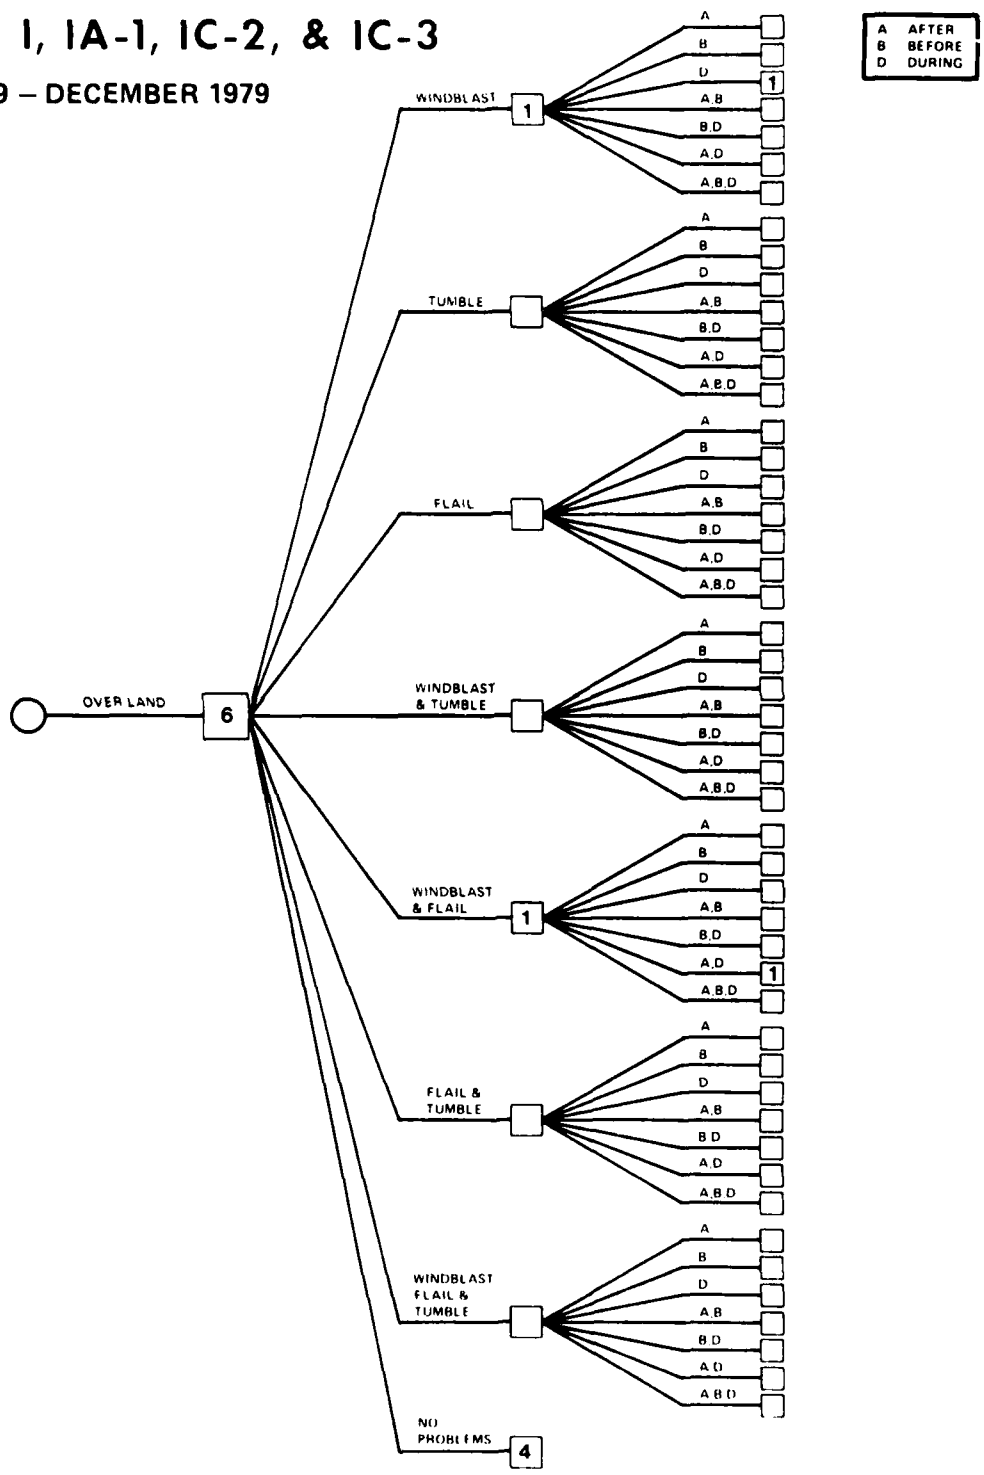 I, IA-1, IC-2, & IC-3
9 – DECEMBER 1979
A AFTER
B BEFORE
D DURING
WINDBLAST
1
A
B
D
1
A,B
B,D
A,D
A,B,D
TUMBLE
A
B
D
A,B
B,D
A,D
A,B,D
FLAIL
A
B
D
A,B
B,D
A,D
A,B,D
OVER LAND
6
WINDBLAST
& TUMBLE
A
B
D
A,B
B,D
A,D
A,B,D
WINDBLAST
& FLAIL
1
A
B
D
A,B
B,D
A,D
1
A,B,D
FLAIL &
TUMBLE
A
B
D
A,B
B D
A,D
A,B D
WINDBLAST
FLAIL &
TUMBLE
A
B
D
A,B
B D
A D
A B D
NO
PROBLEMS
4